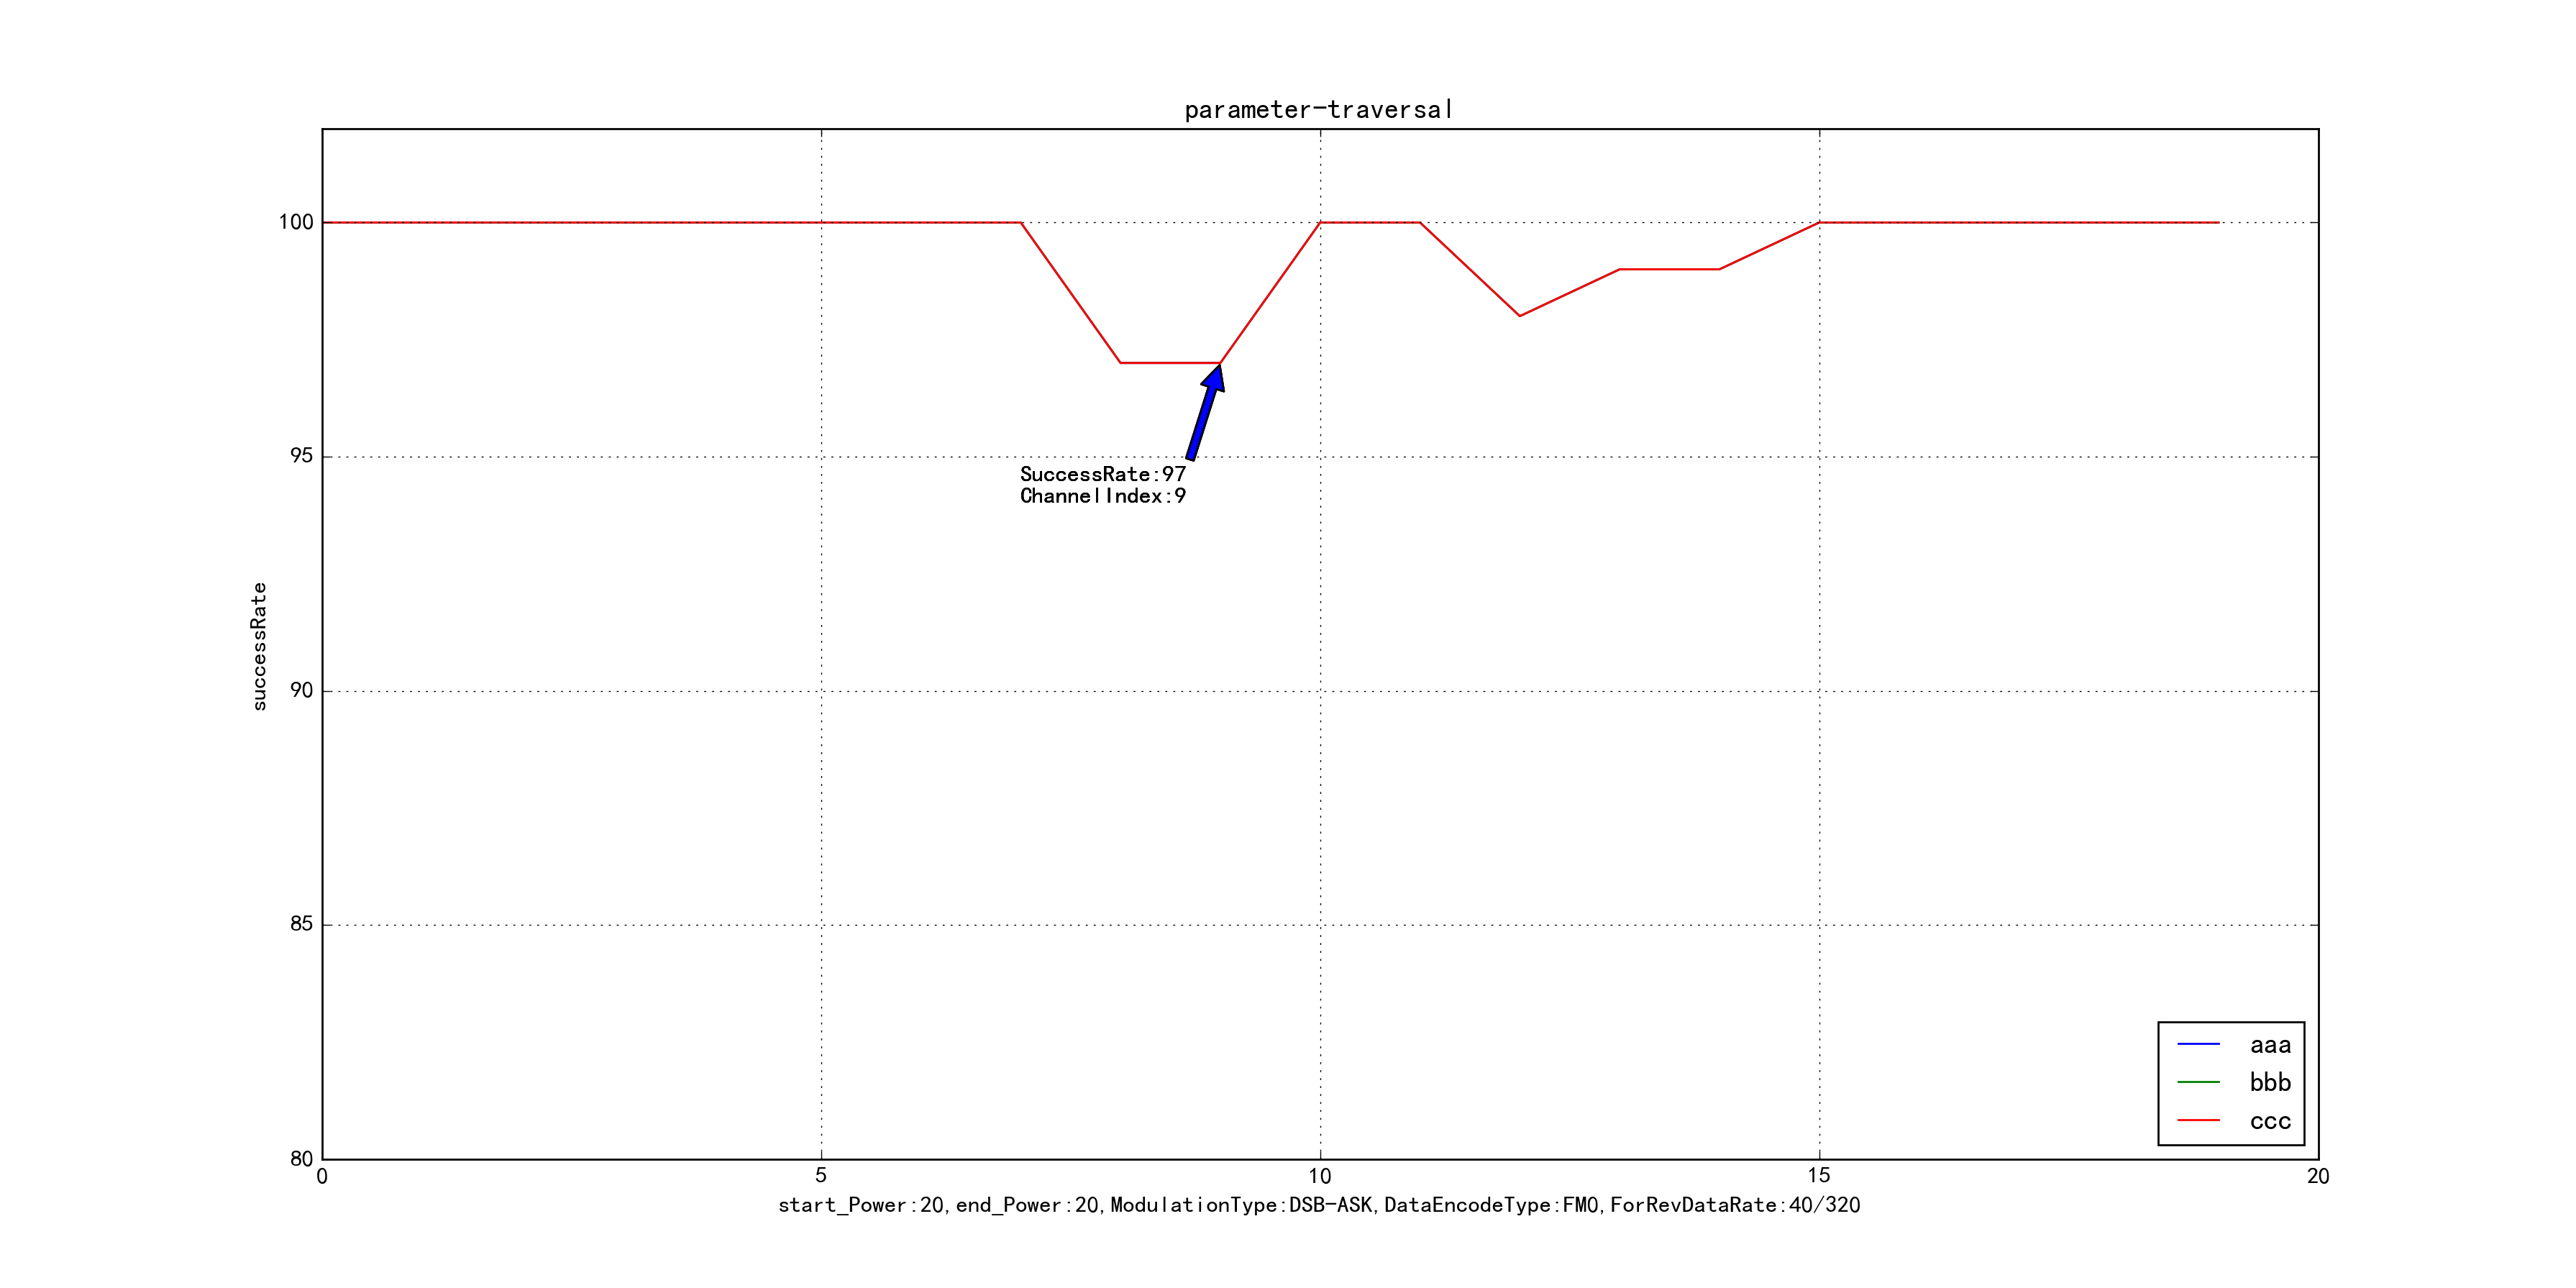 parameter-traversal
100
95
90
85
80
successRate
SuccessRate:97
ChannelIndex:9
aaa
bbb
ccc
0 5 10 15 20
start_Power:20,end_Power:20,ModulationType:DSB-ASK,DataEncodeType:FM0,ForRevDataRate:40/320